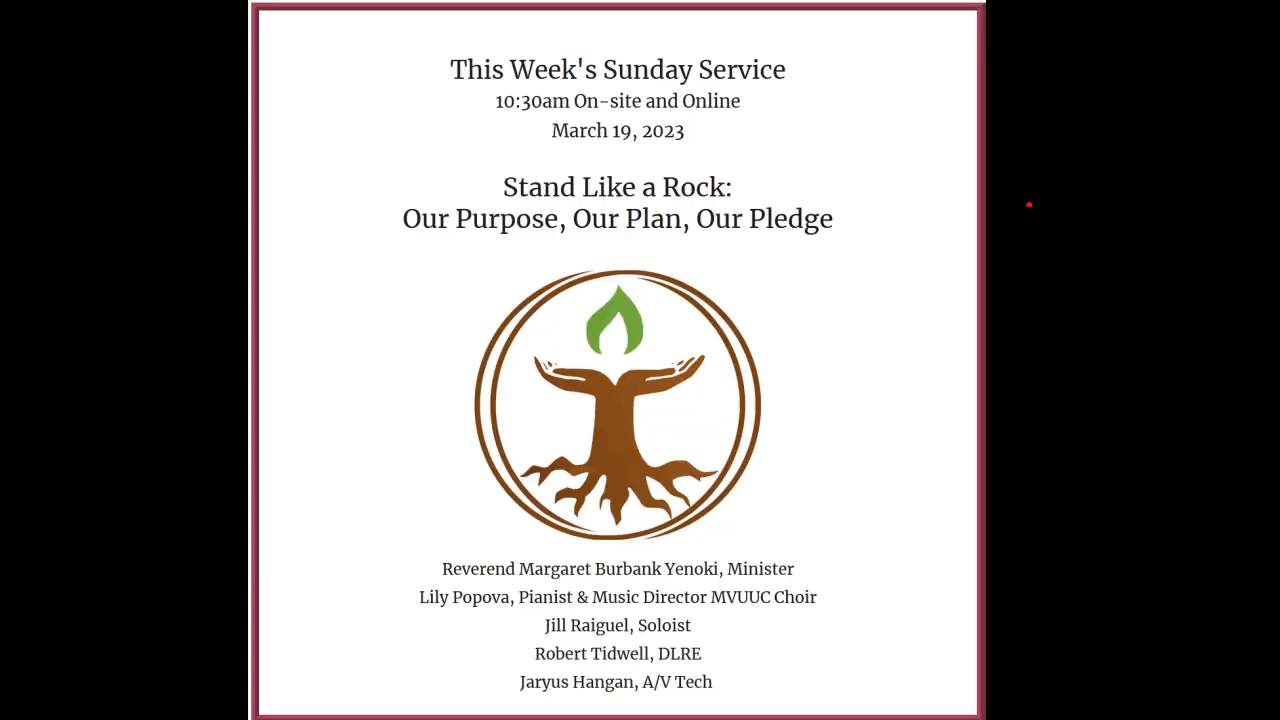 This Week's Sunday Service
10:30am On-site and Online
March 19, 2023
Stand Like a Rock:
Our Purpose, Our Plan, Our Pledge
Reverend Margaret Burbank Yenoki, Minister
Lily Popova, Pianist & Music Director MVUUC Choir
Jill Raiguel, Soloist
Robert Tidwell, DLRE
Jaryus Hangan, A/V Tech